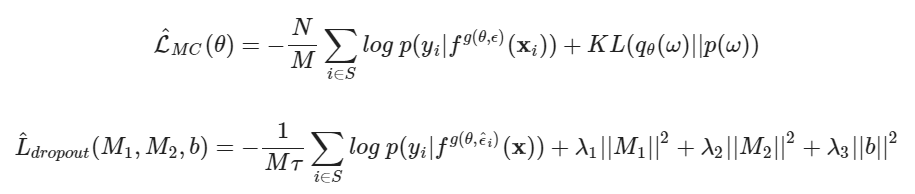 $\hat{\mathcal{L}}_{MC}(\theta) = -\frac{N}{M} \sum_{i \in S} log\, p(y_i|f^{g(\theta,\epsilon)}(\mathbf{x}_i)) + KL(q_\theta(\omega)||p(\omega))$
$\hat{L}_{dropout}(M_1, M_2, b) = -\frac{1}{M\tau} \sum_{i \in S} log\, p(y_i|f^{g(\theta,\hat{\epsilon}_i)}(\mathbf{x})) + \lambda_1||M_1||^2 + \lambda_2||M_2||^2 + \lambda_3||b||^2$